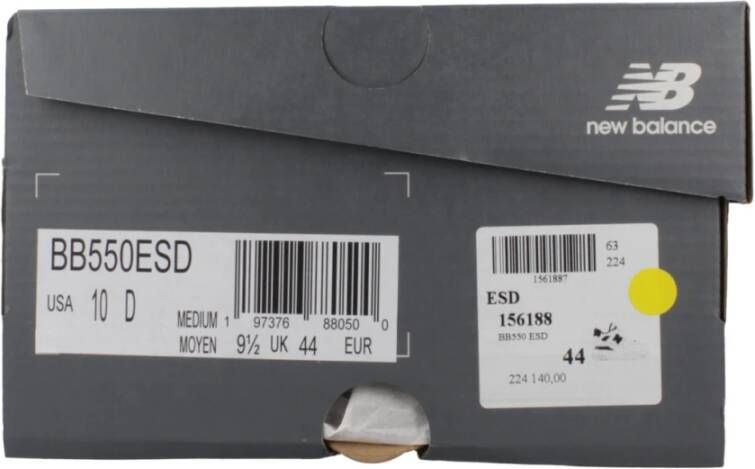 NB
new balance
BB550ESD
USA 10 D
MEDIUM 1 97376 88050 0
MOYEN 9½ UK 44 EUR
63
224
1561887
ESD
156188
BB550 ESD
44
224 140,00